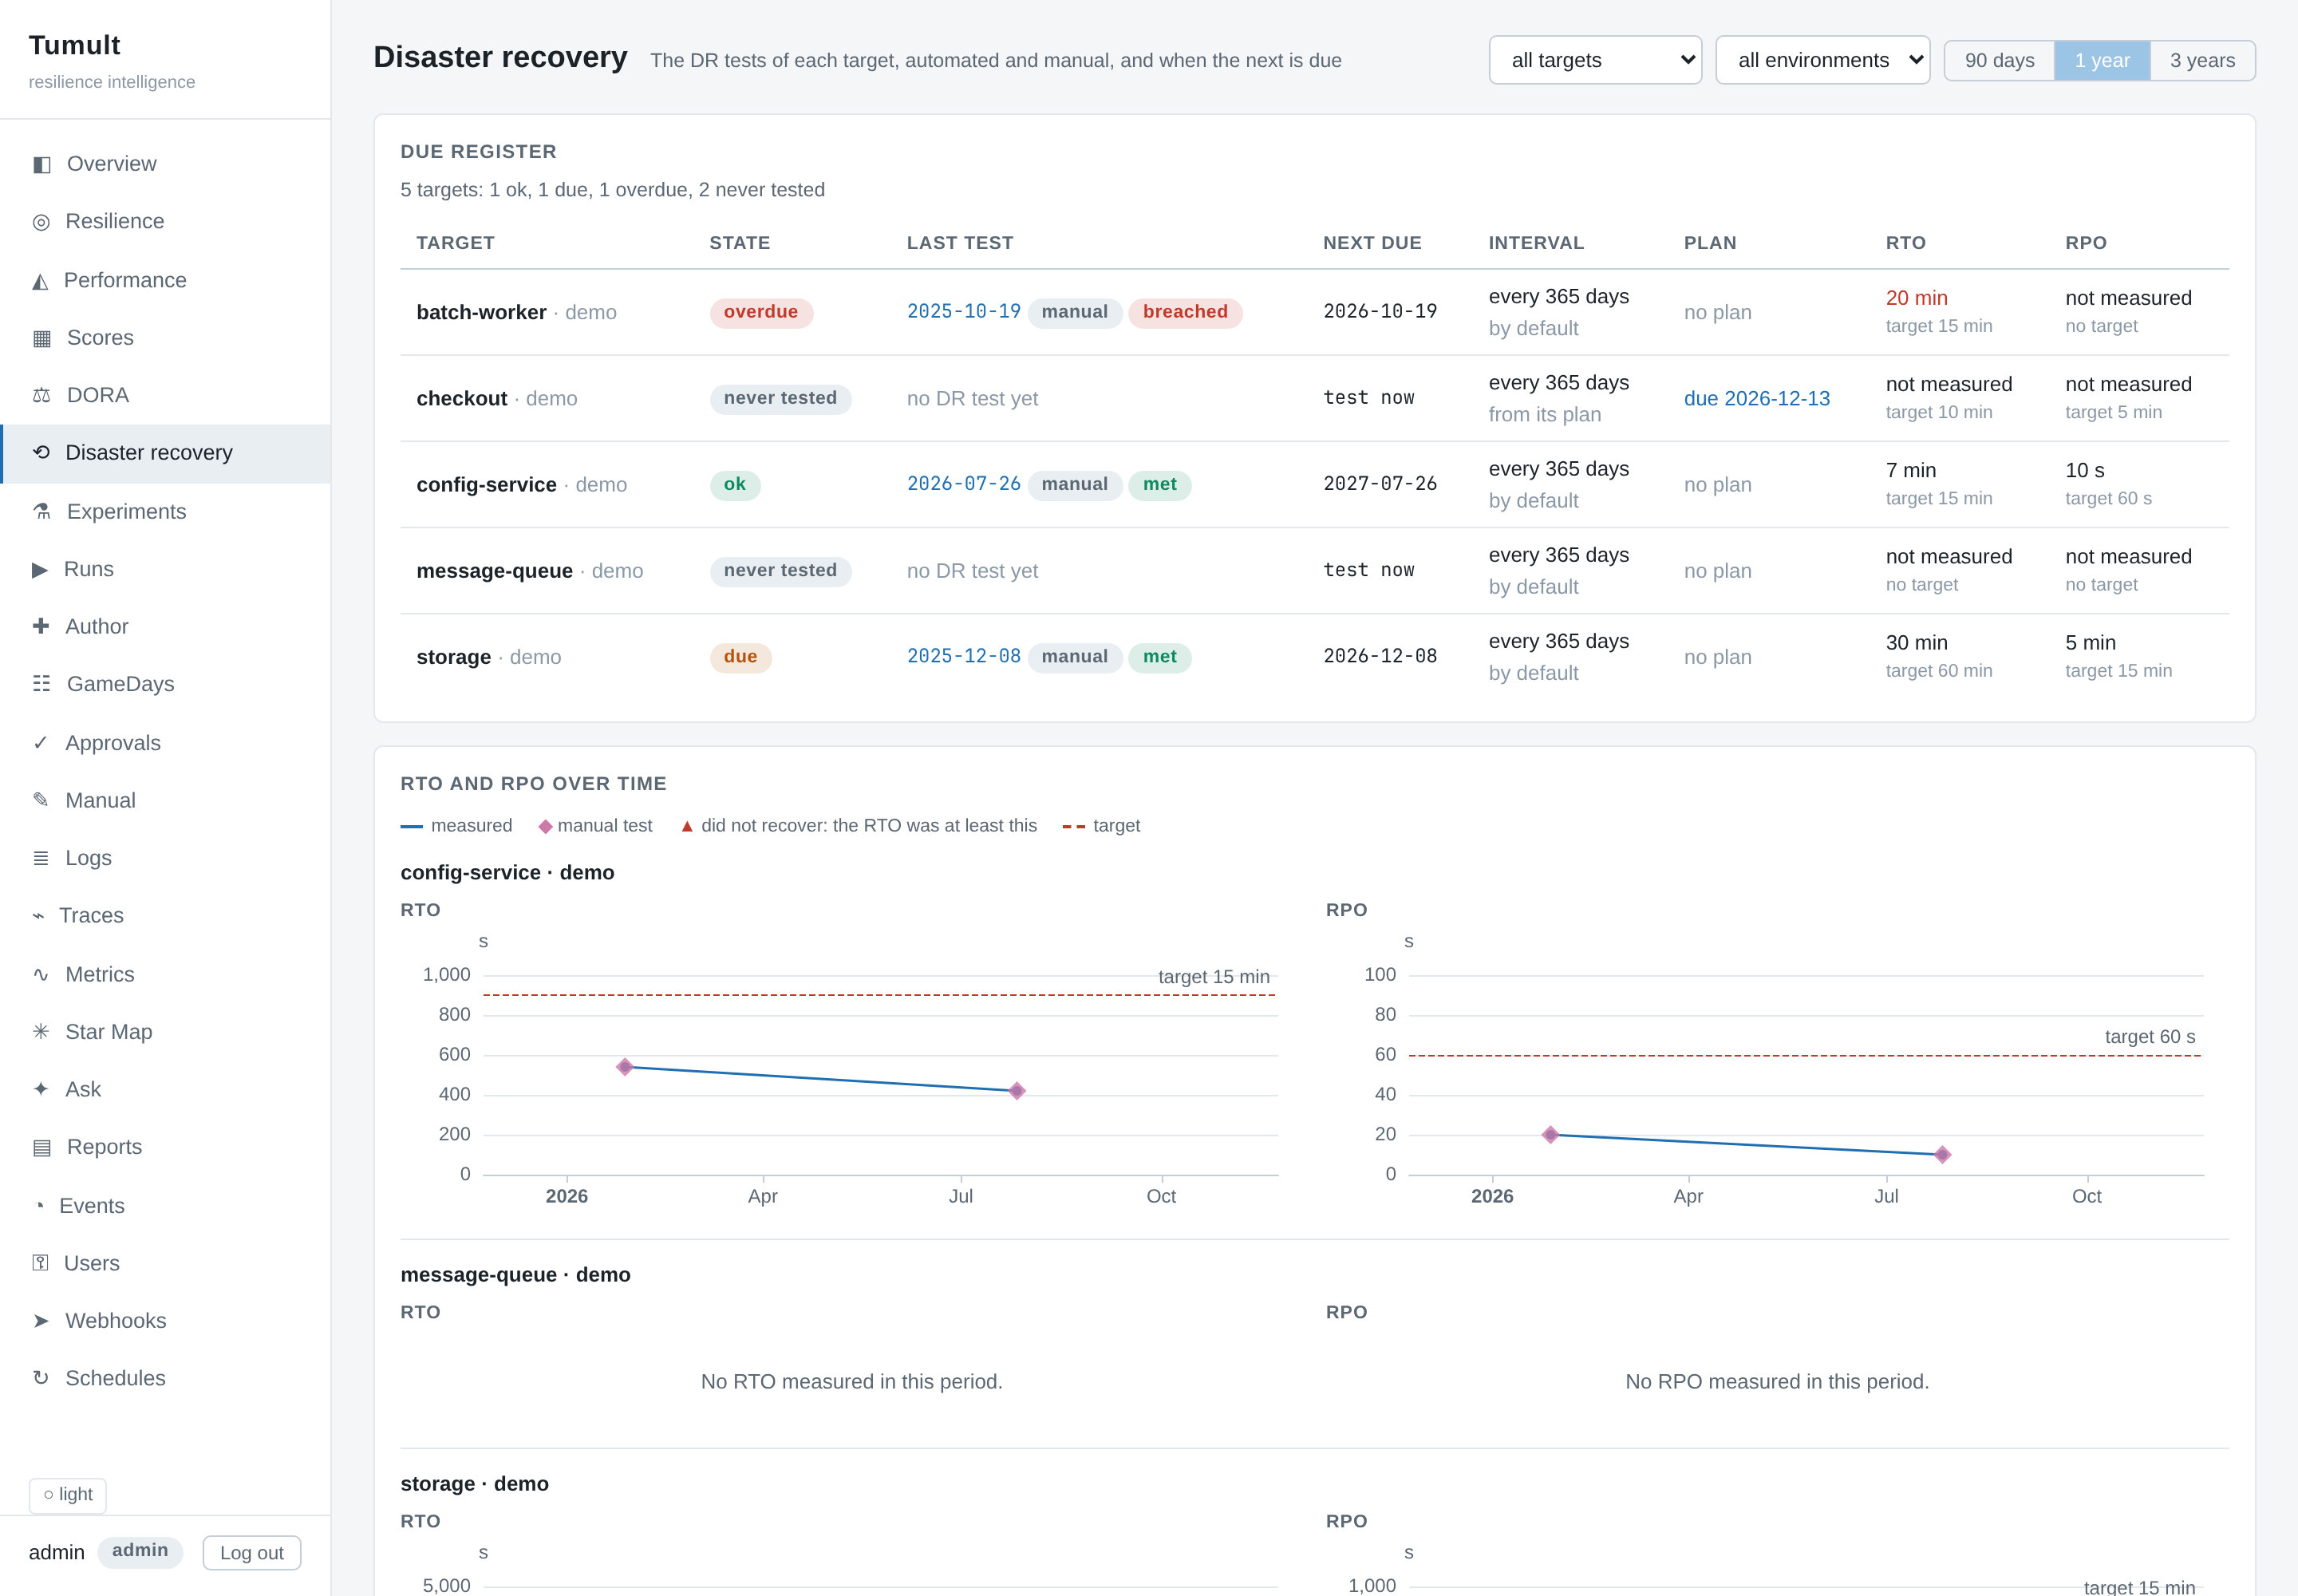 Tumult
resilience intelligence
Overview
Resilience
Performance
Scores
DORA
Disaster recovery
Experiments
Runs
Author
GameDays
Approvals
Manual
Logs
Traces
Metrics
Star Map
Ask
Reports
Events
Users
Webhooks
Schedules
light
admin admin Log out
Disaster recovery The DR tests of each target, automated and manual, and when the next is due all targets all environments 90 days 1 year 3 years
DUE REGISTER
5 targets: 1 ok, 1 due, 1 overdue, 2 never tested
TARGET STATE LAST TEST NEXT DUE INTERVAL PLAN RTO RPO
batch-worker · demo overdue 2025-10-19 manual breached 2026-10-19 every 365 days no plan 20 min not measured
by default target 15 min no target
checkout · demo never tested no DR test yet test now every 365 days due 2026-12-13 not measured not measured
from its plan target 10 min target 5 min
config-service · demo ok 2026-07-26 manual met 2027-07-26 every 365 days no plan 7 min 10 s
by default target 15 min target 60 s
message-queue · demo never tested no DR test yet test now every 365 days no plan not measured not measured
by default no target no target
storage · demo due 2025-12-08 manual met 2026-12-08 every 365 days no plan 30 min 5 min
by default target 60 min target 15 min
RTO AND RPO OVER TIME
measured manual test did not recover: the RTO was at least this target
config-service · demo
RTO
s
1,000
800
600
400
200
0
target 15 min
2026 Apr Jul Oct
RPO
s
100
80
60
40
20
0
target 60 s
2026 Apr Jul Oct
message-queue · demo
RTO
No RTO measured in this period.
RPO
No RPO measured in this period.
storage · demo
RTO
s
5,000
RPO
s
1,000
target 15 min